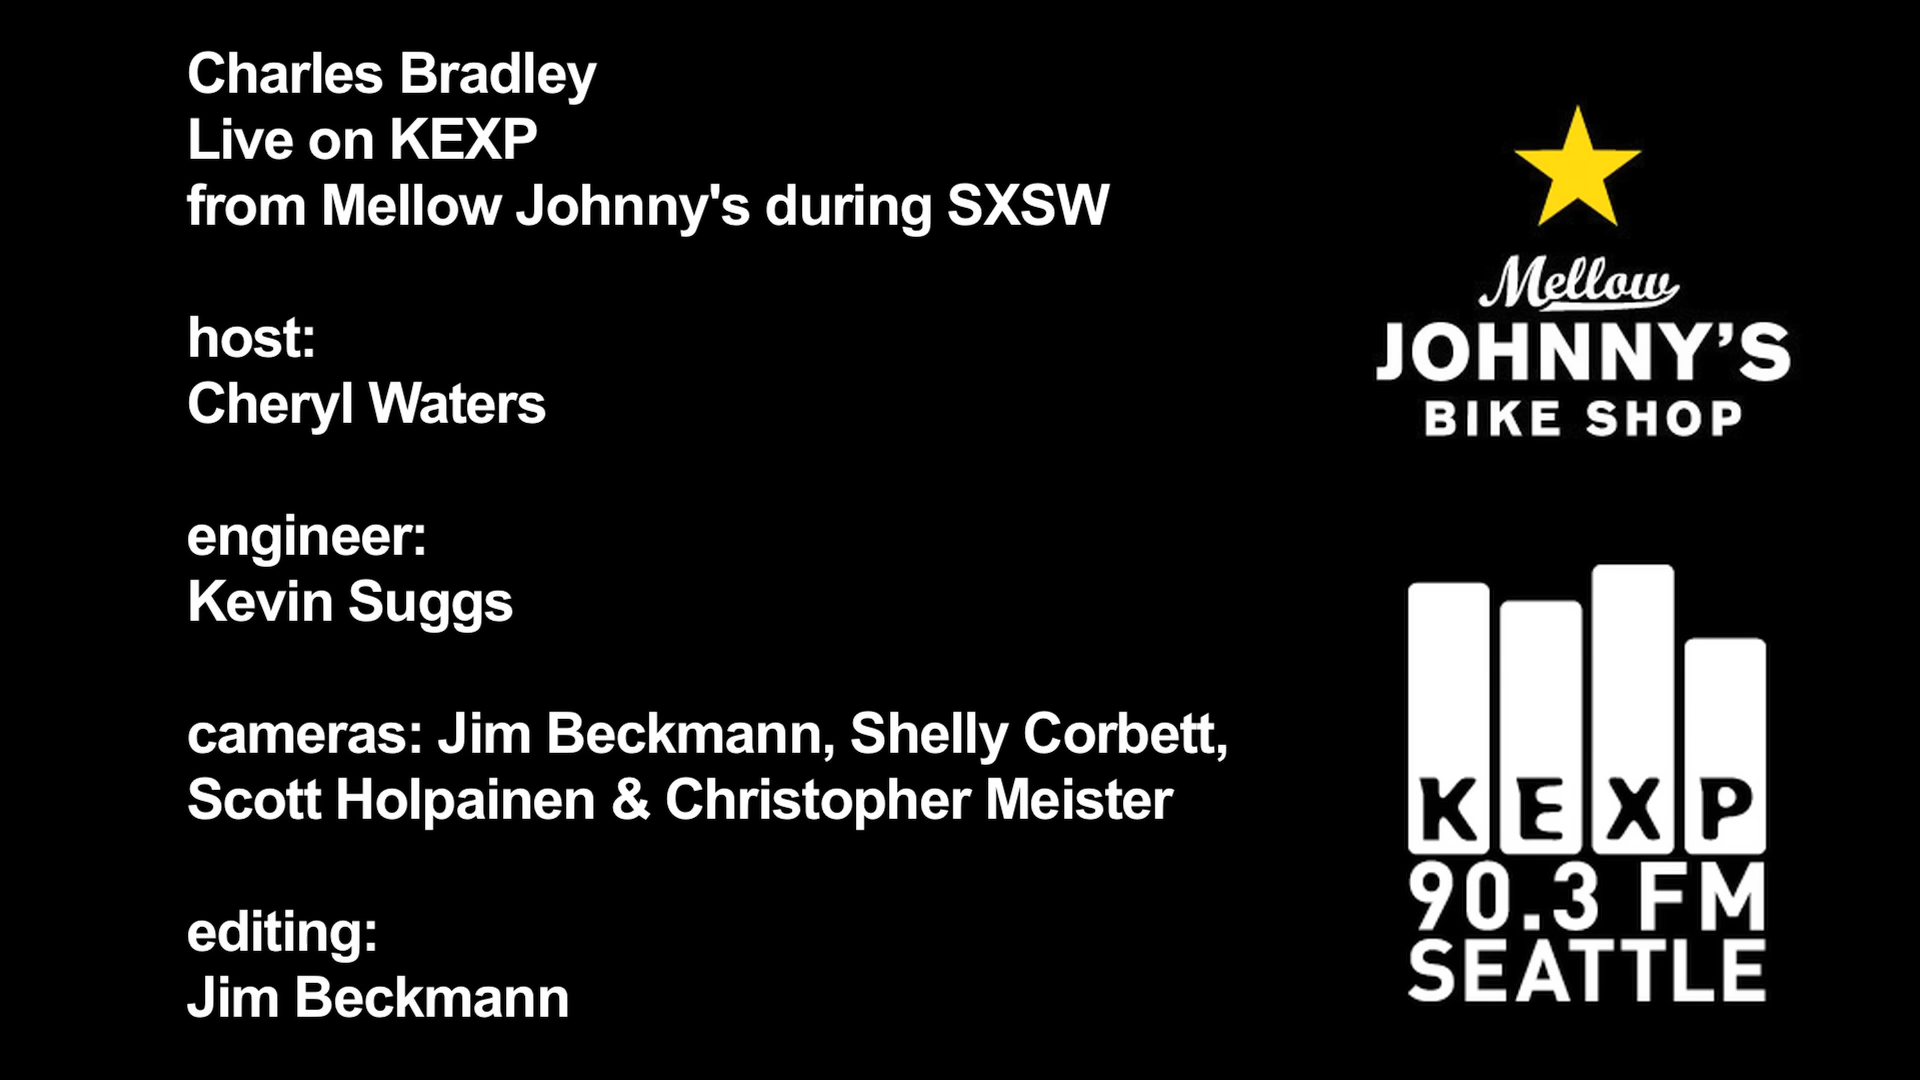 Charles Bradley
Live on KEXP
from Mellow Johnny's during SXSW
host:
Cheryl Waters
engineer:
Kevin Suggs
cameras: Jim Beckmann, Shelly Corbett,
Scott Holpainen & Christopher Meister
editing:
Jim Beckmann
Mellow
JOHNNY'S
BIKE SHOP
KEXP
90.3 FM
SEATTLE